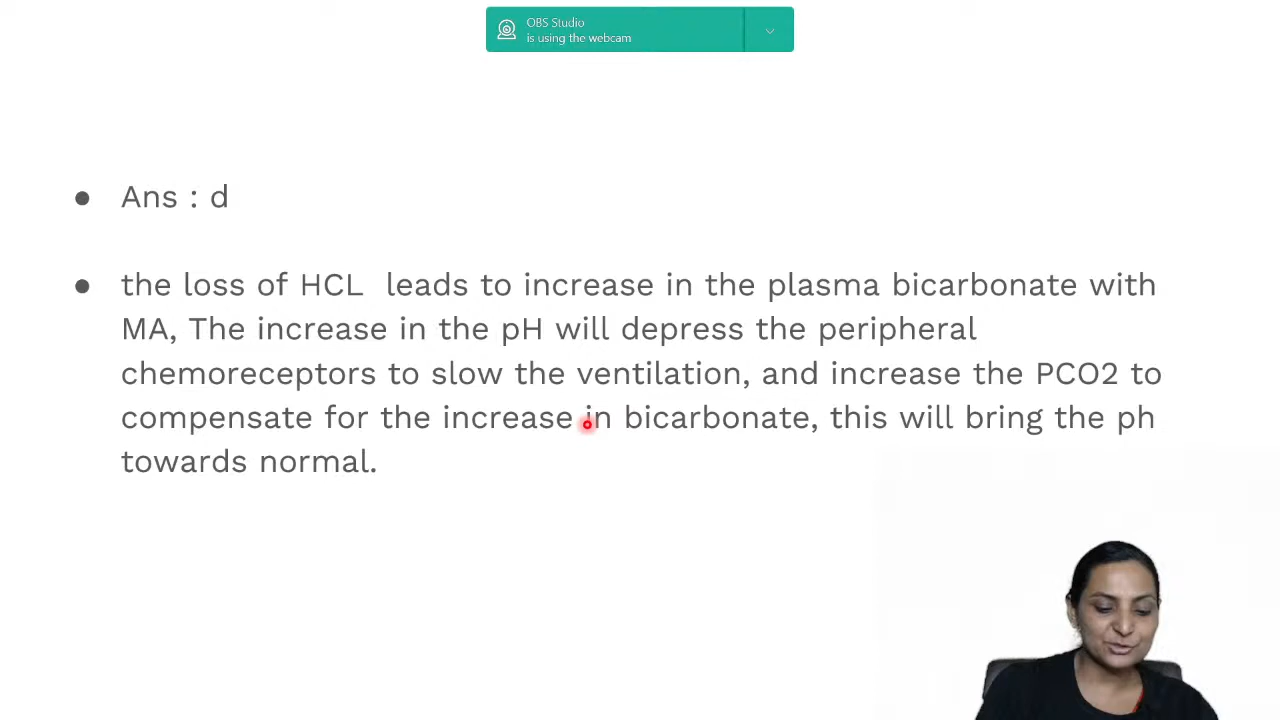 OBS Studio
is using the webcam
● Ans : d
● the loss of HCL leads to increase in the plasma bicarbonate with
MA, The increase in the pH will depress the peripheral
chemoreceptors to slow the ventilation, and increase the PCO2 to
compensate for the increase in bicarbonate, this will bring the ph
towards normal.